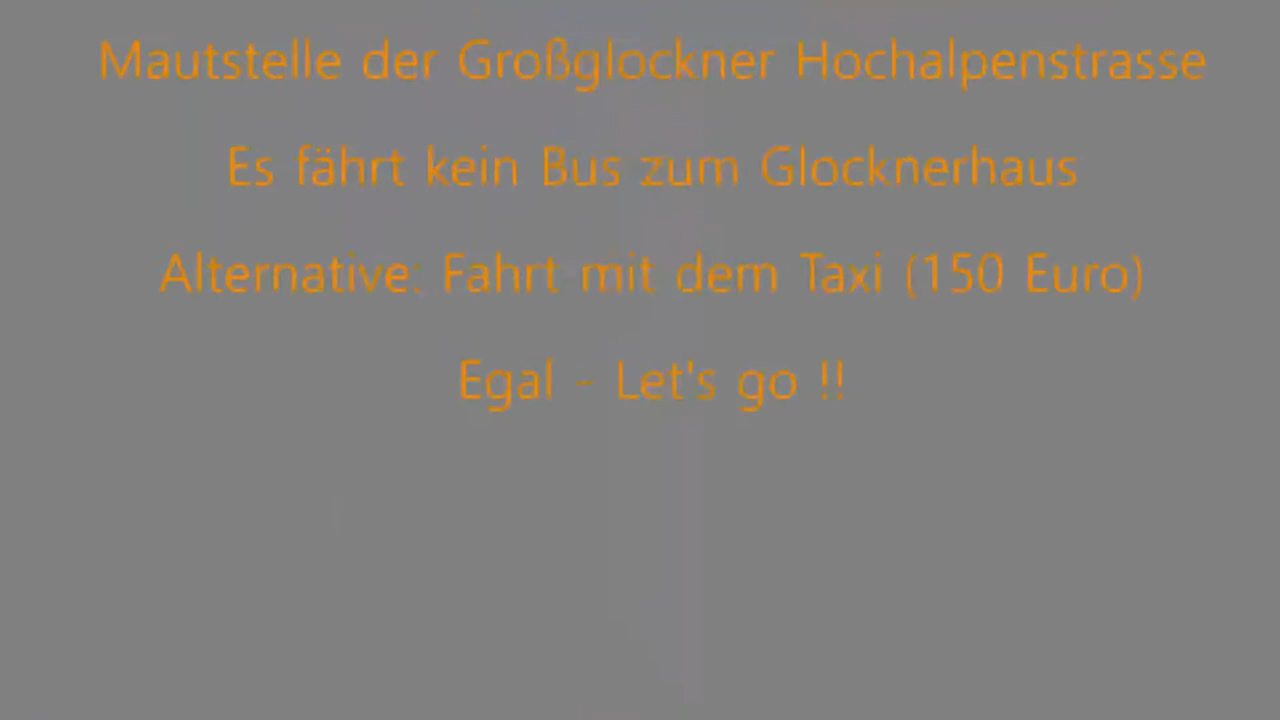 Mautstelle der Großglockner Hochalpenstrasse
Es fährt kein Bus zum Glocknerhaus
Alternative: Fahrt mit dem Taxi (150 Euro)
Egal - Let's go !!